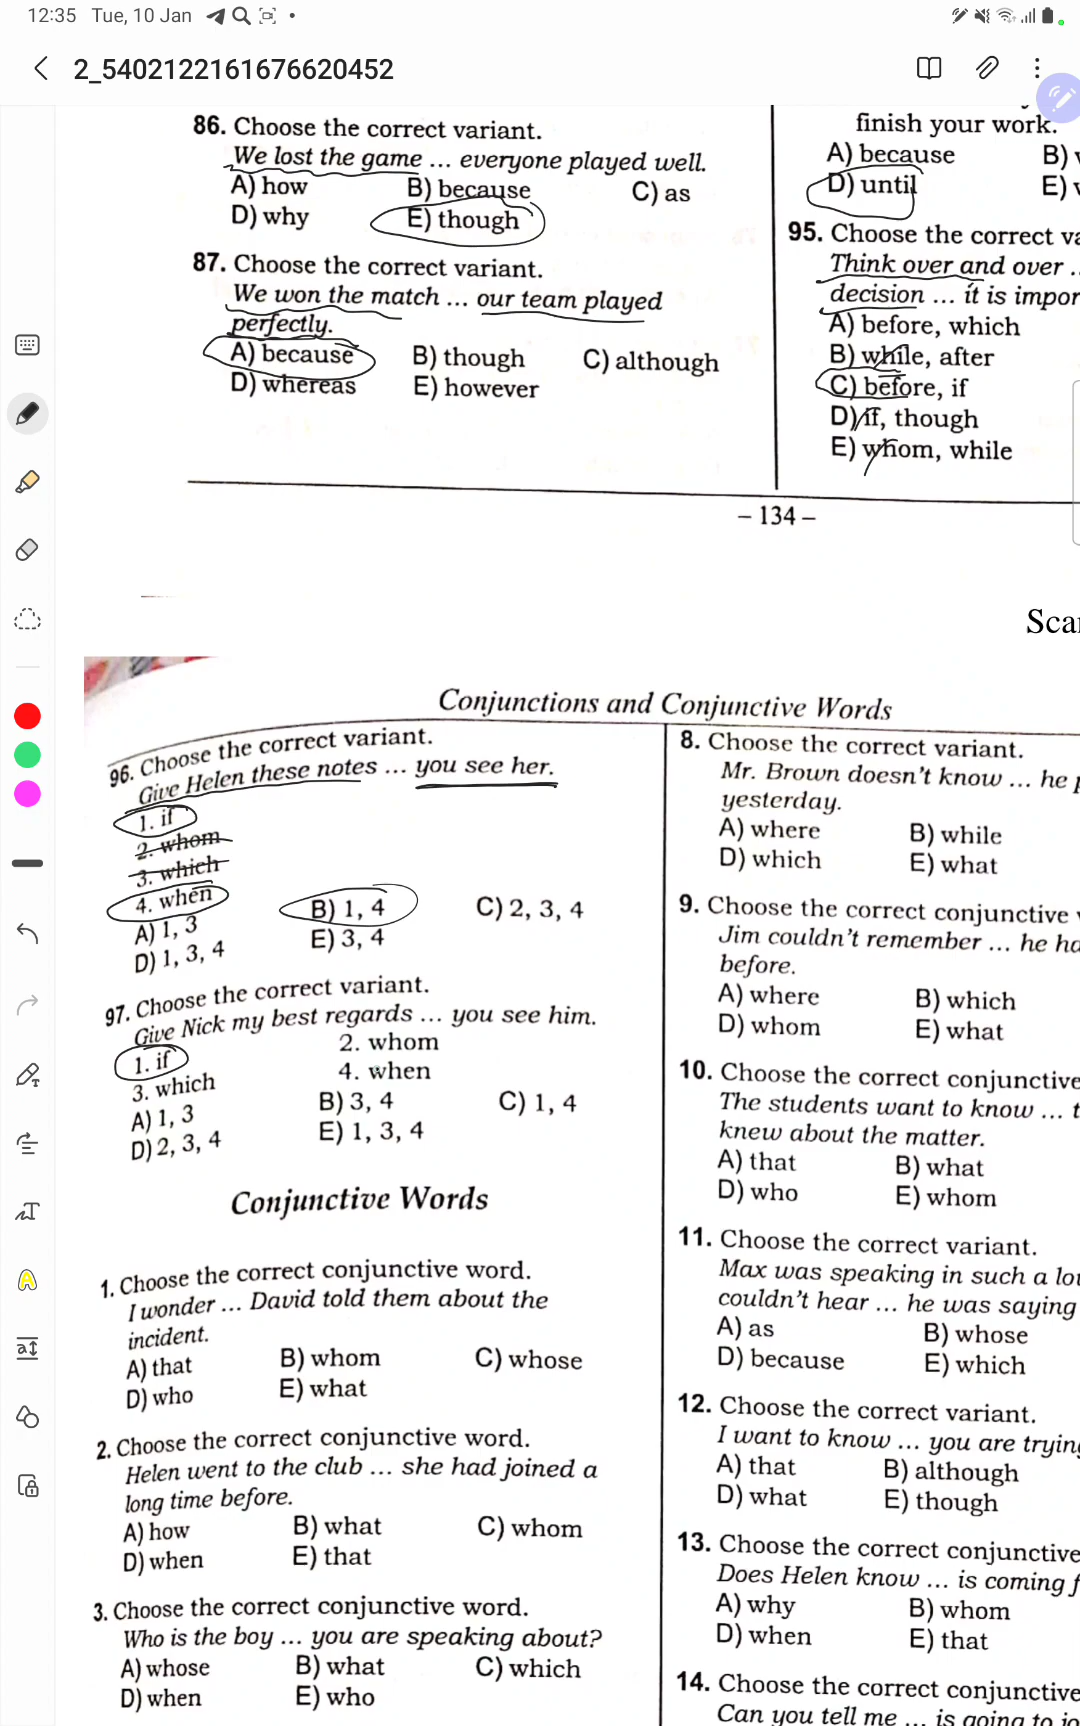 12:35 Tue, 10 Jan
2_5402122161676620452
86. Choose the correct variant.
We lost the game ... everyone played well.
A) how B) because C) as
D) why E) though
87. Choose the correct variant.
We won the match ... our team played
perfectly.
A) because B) though C) although
D) whereas E) however
finish your work.
A) because B)
D) until E)
95. Choose the correct va
Think over and over ..
decision ... it is impor
A) before, which
B) while, after
C) before, if
D) if, though
E) whom, while
– 134 –
Scar
Conjunctions and Conjunctive Words
96. Choose the correct variant.
Give Helen these notes ... you see her.
1. if
2. whom
3. which
4. when
A) 1, 3 B) 1, 4 C) 2, 3, 4
D) 1, 3, 4 E) 3, 4
97. Choose the correct variant.
Give Nick my best regards ... you see him.
1. if 2. whom
3. which 4. when
A) 1, 3 B) 3, 4 C) 1, 4
D) 2, 3, 4 E) 1, 3, 4
Conjunctive Words
1. Choose the correct conjunctive word.
I wonder ... David told them about the
incident.
A) that B) whom C) whose
D) who E) what
2. Choose the correct conjunctive word.
Helen went to the club ... she had joined a
long time before.
A) how B) what C) whom
D) when E) that
3. Choose the correct conjunctive word.
Who is the boy ... you are speaking about?
A) whose B) what C) which
D) when E) who
8. Choose the correct variant.
Mr. Brown doesn't know ... he p
yesterday.
A) where B) while
D) which E) what
9. Choose the correct conjunctive
Jim couldn't remember ... he ha
before.
A) where B) which
D) whom E) what
10. Choose the correct conjunctive
The students want to know ... t
knew about the matter.
A) that B) what
D) who E) whom
11. Choose the correct variant.
Max was speaking in such a lou
couldn't hear ... he was saying
A) as B) whose
D) because E) which
12. Choose the correct variant.
I want to know ... you are trying
A) that B) although
D) what E) though
13. Choose the correct conjunctive
Does Helen know ... is coming f
A) why B) whom
D) when E) that
14. Choose the correct conjunctive
Can you tell me ... is going to jo